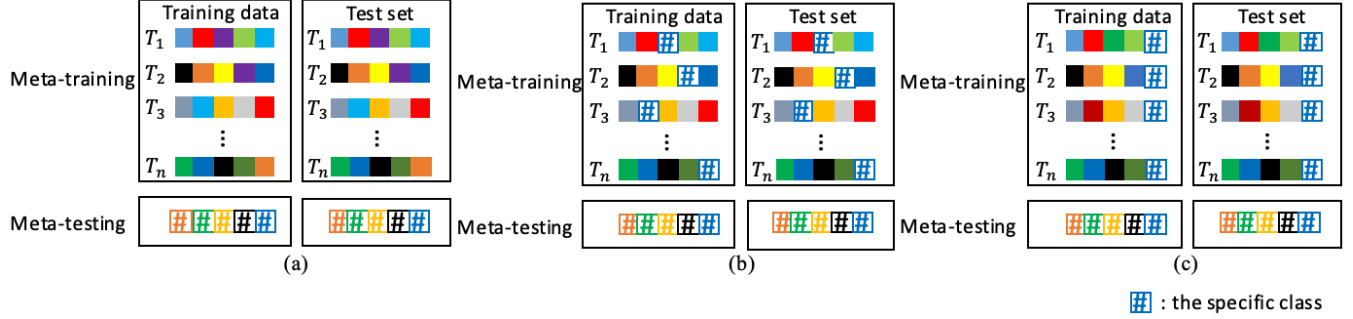 Training data Test set
T1 T1
T2 T2
Meta-training
T3 T3
⋮ ⋮
Tn Tn
Meta-testing # # # # # # # # # #
(a)
Training data Test set
T1 # T1 #
T2 # T2 #
Meta-training
T3 # T3 #
⋮ ⋮
Tn # Tn #
Meta-testing # # # # # # # # # #
(b)
Training data Test set
T1 # T1 #
T2 # T2 #
Meta-training
T3 # T3 #
⋮ ⋮
Tn # Tn #
Meta-testing # # # # # # # # # #
(c)
# : the specific class